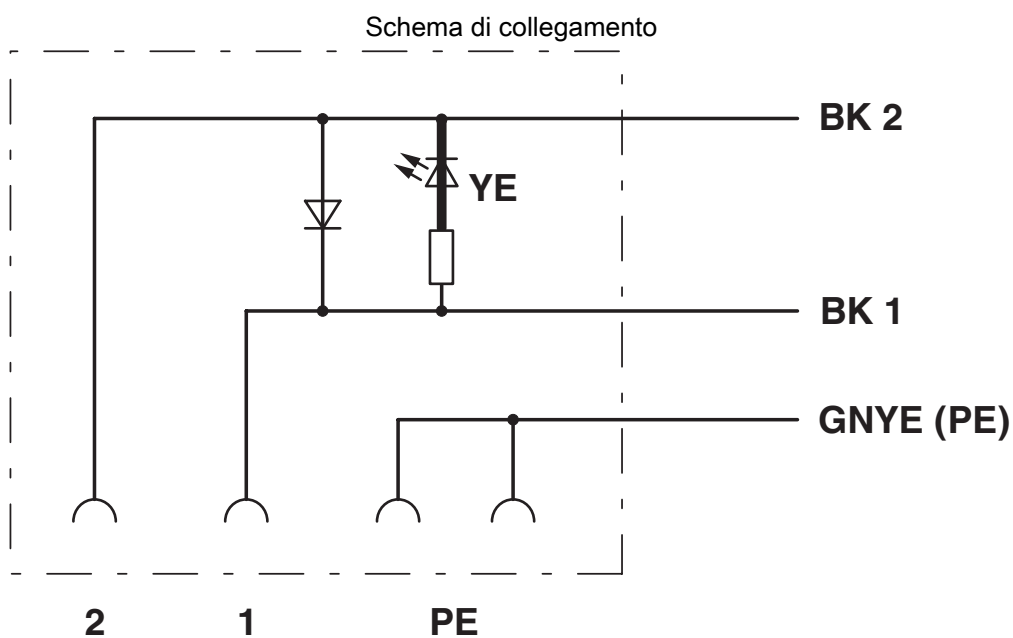 Schema di collegamento
BK 2
YE
BK 1
GNYE (PE)
2 1 PE